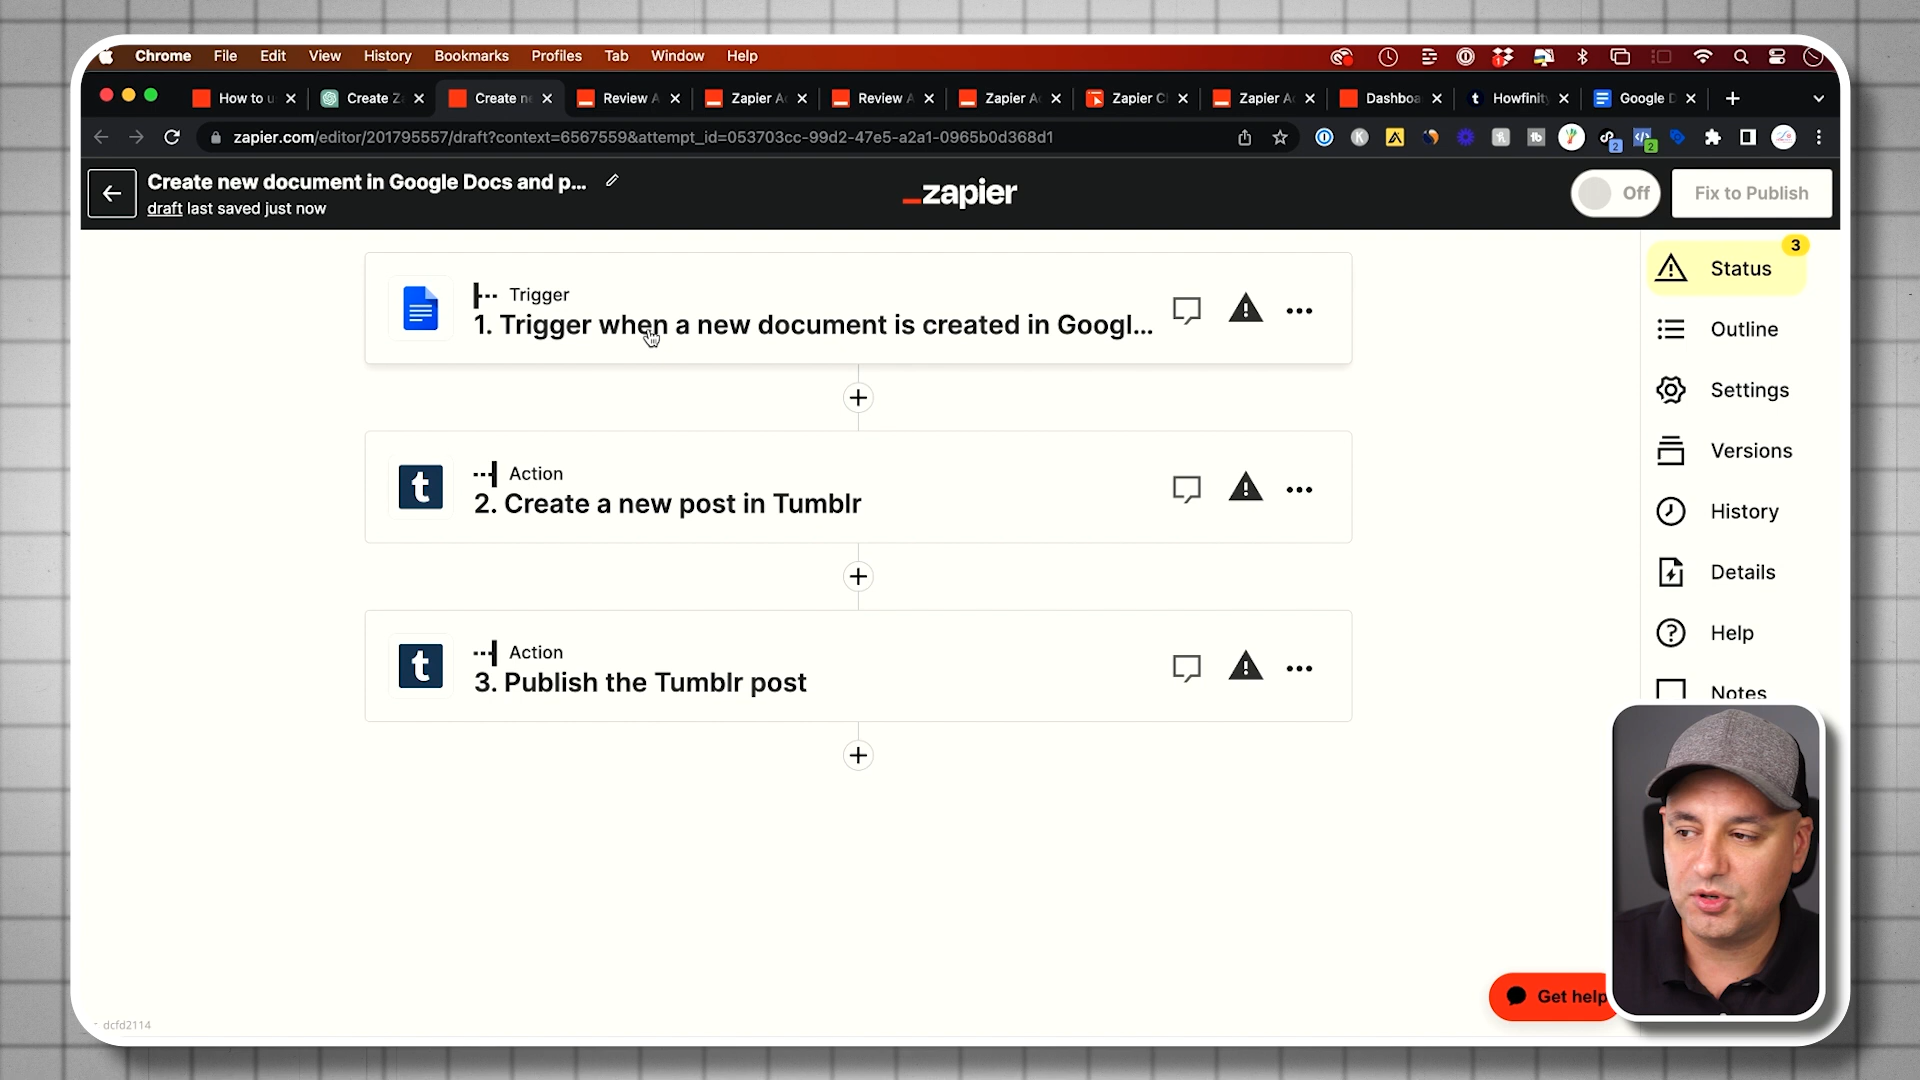 Chrome File Edit View History Bookmarks Profiles Tab Window Help
How to u Create Z Create ne Review A Zapier A Review A Zapier A Zapier C Zapier A Dashboa Howfinity Google D
zapier.com/editor/201795557/draft?context=6567559&attempt_id=053703cc-99d2-47e5-a2a1-0965b0d368d1
Create new document in Google Docs and p...
draft last saved just now
_zapier
Off
Fix to Publish
Trigger
1. Trigger when a new document is created in Googl...
Action
2. Create a new post in Tumblr
Action
3. Publish the Tumblr post
3
Status
Outline
Settings
Versions
History
Details
Help
Notes
Get help
dcfd2114